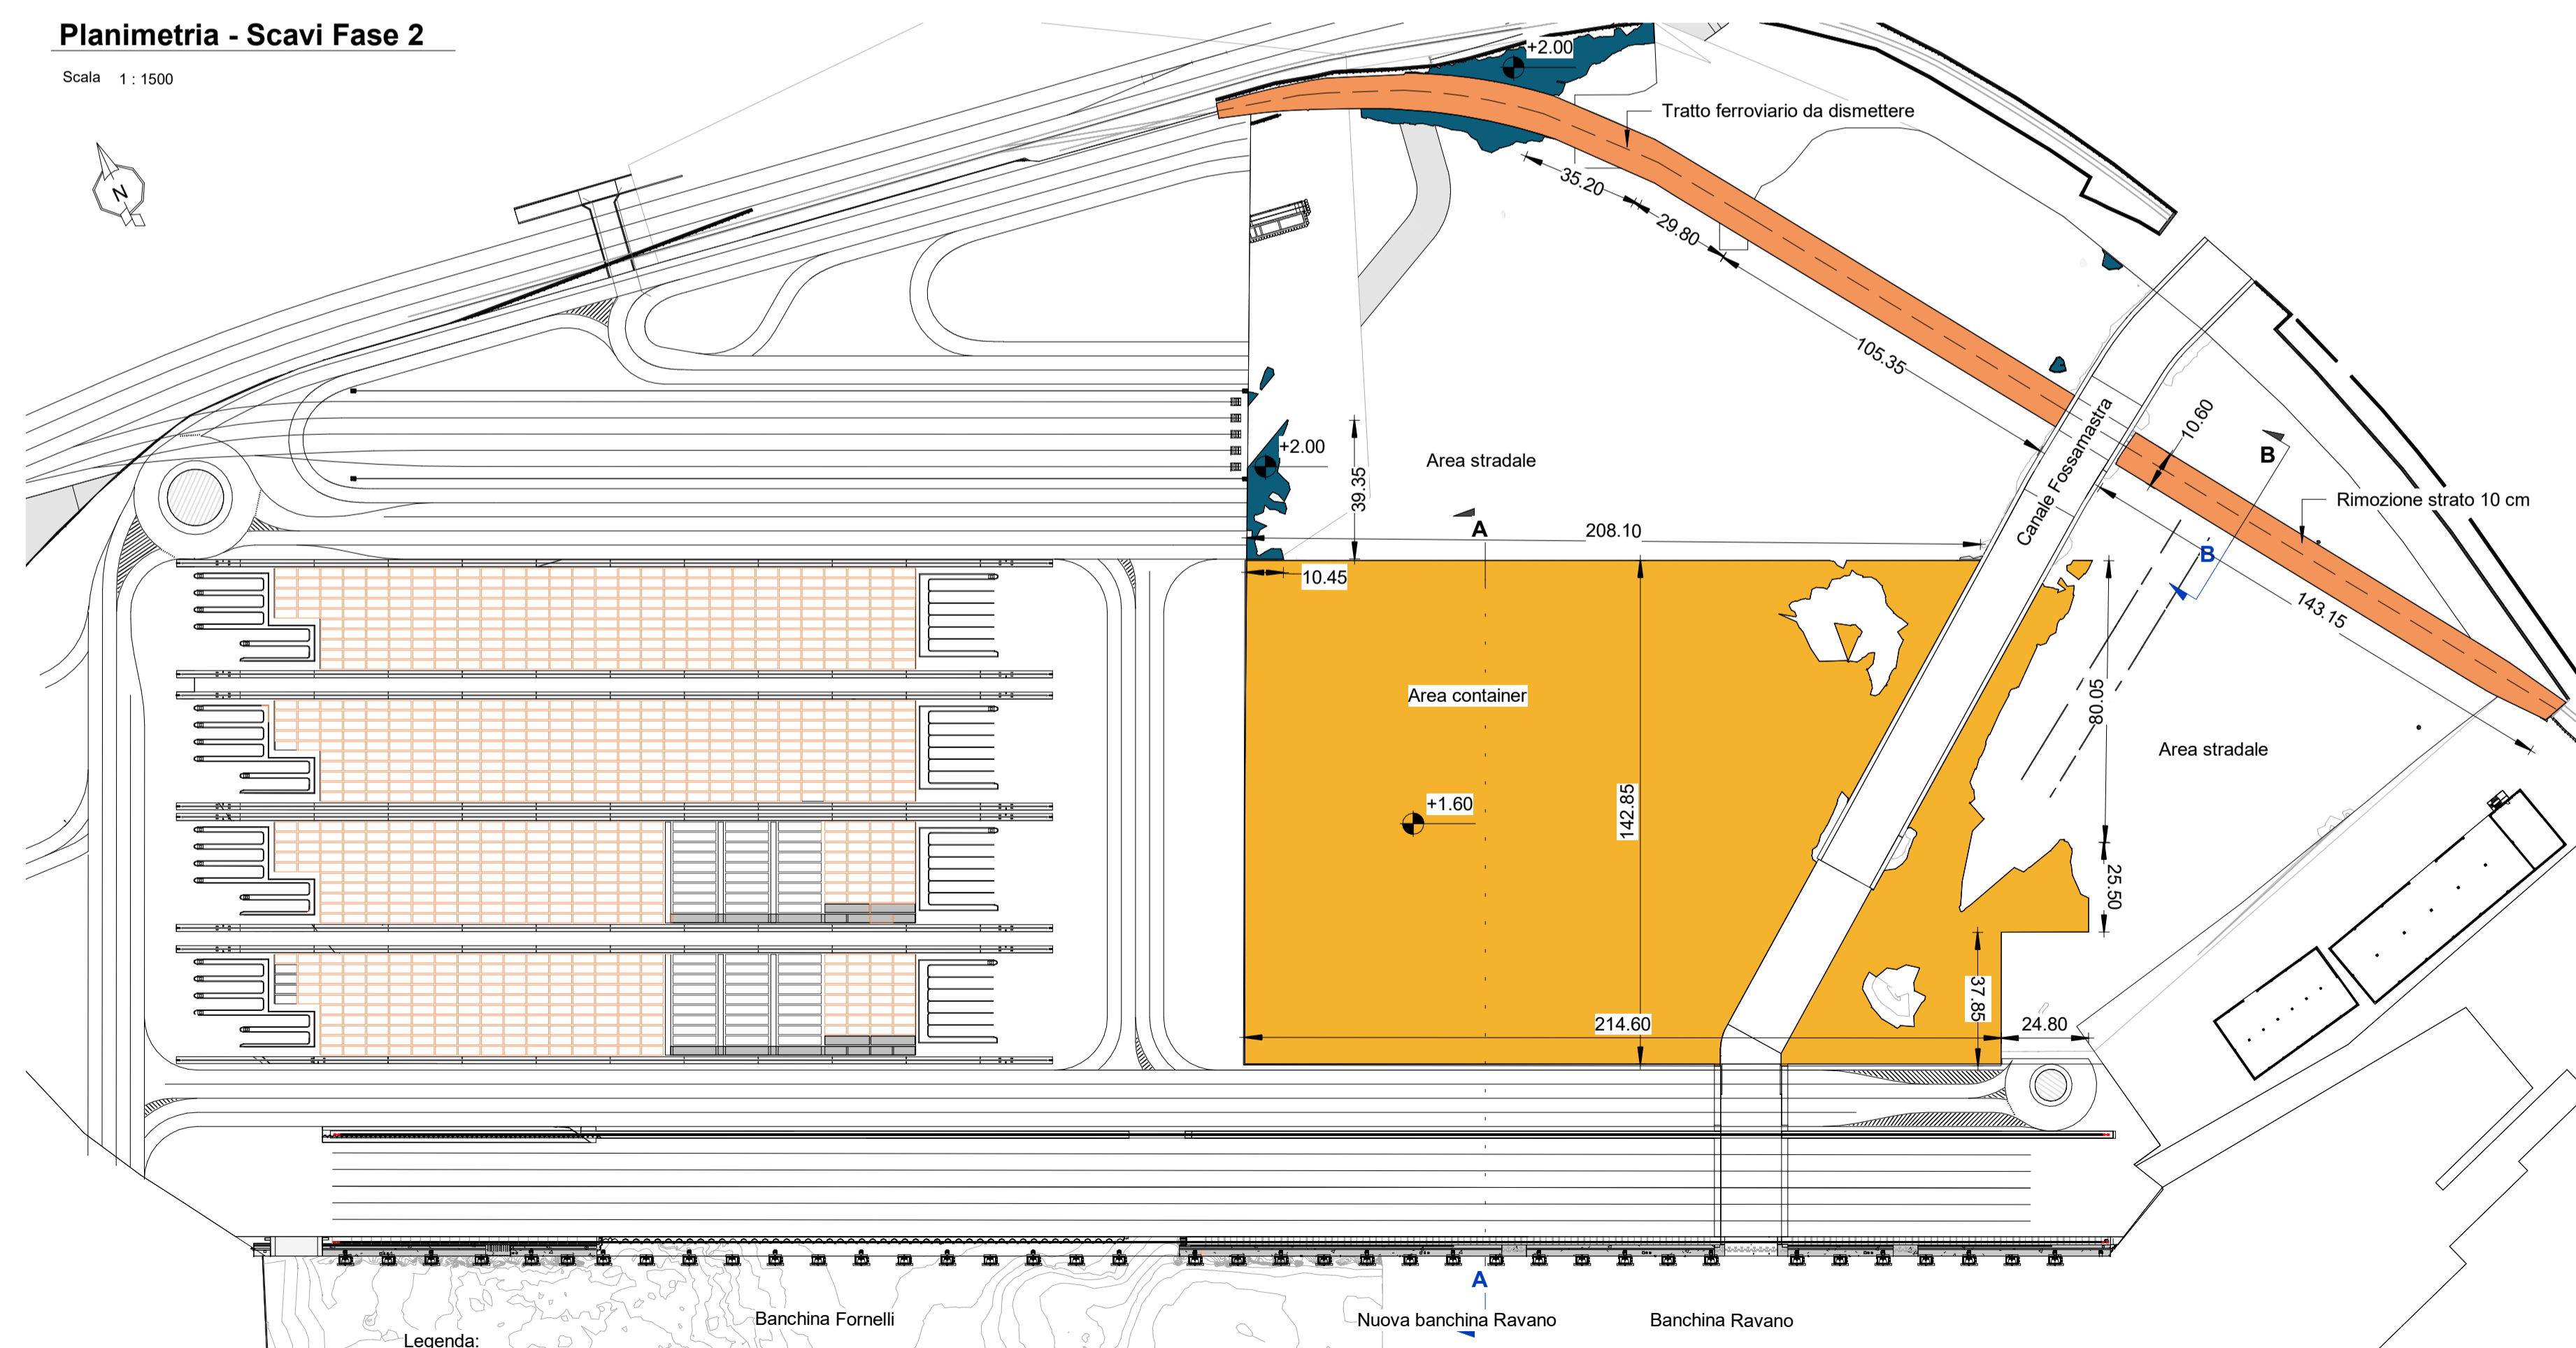 Planimetria - Scavi Fase 2
Scala 1 : 1500
N
+2.00
Tratto ferroviario da dismettere
35.20
29.80
105.35
Canale Fossamastra
10.60
B
Rimozione strato 10 cm
+2.00
39.35
Area stradale
A
208.10
B
10.45
143.15
Area container
80.05
Area stradale
+1.60
142.85
25.50
37.85
214.60
24.80
A
Banchina Fornelli
Nuova banchina Ravano
Banchina Ravano
Legenda: